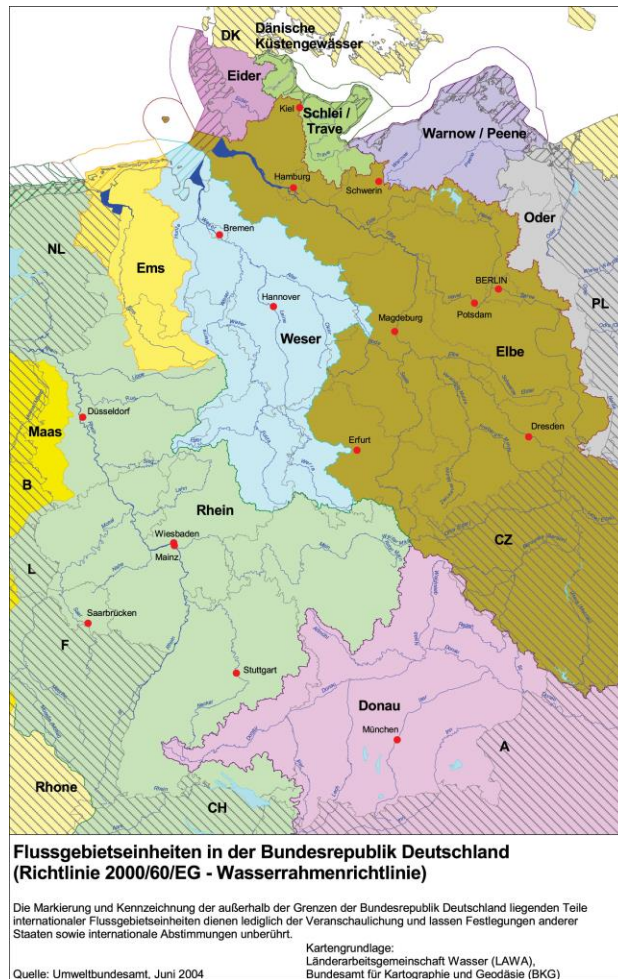 DK
Dänische
Küstengewässer
Eider
Kiel
Schlei /
Trave
Trave
Warnow / Peene
Warnow
Peene
Hamburg
Schwerin
Oder
NL
Bremen
Ems
BERLIN
PL
Hannover
Potsdam
Weser
Magdeburg
Elbe
Düsseldorf
Maas
Dresden
Erfurt
B
Rhein
Wiesbaden
Mainz
CZ
L
Saarbrücken
F
Stuttgart
Donau
München
A
Rhone
CH
Flussgebietseinheiten in der Bundesrepublik Deutschland
(Richtlinie 2000/60/EG - Wasserrahmenrichtlinie)
Die Markierung und Kennzeichnung der außerhalb der Grenzen der Bundesrepublik Deutschland liegenden Teile
internationaler Flussgebietseinheiten dienen lediglich der Veranschaulichung und lassen Festlegungen anderer
Staaten sowie internationale Abstimmungen unberührt.
Kartengrundlage:
Länderarbeitsgemeinschaft Wasser (LAWA),
Quelle: Umweltbundesamt, Juni 2004
Bundesamt für Kartographie und Geodäsie (BKG)